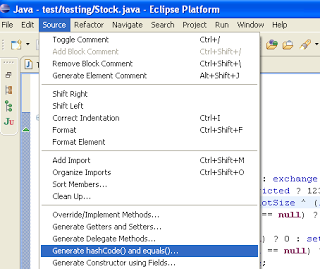 Java - test/testing/Stock.java - Eclipse Platform
File Edit Source Refactor Navigate Search Project Run Window Help
Toggle Comment Ctrl+/
Add Block Comment Ctrl+Shift+/
Remove Block Comment Ctrl+Shift+\
Generate Element Comment Alt+Shift+J
Shift Right
Shift Left
Correct Indentation Ctrl+I
Format Ctrl+Shift+F
Format Element
Add Import Ctrl+Shift+M
Organize Imports Ctrl+Shift+O
Sort Members...
Clean Up...
Override/Implement Methods...
Generate Getters and Setters...
Generate Delegate Methods...
Generate hashCode() and equals()...
Generate Constructor using Fields...
: exchange
icted ? 123
otSize ^ (
== null) ?
) ? 0 : set
== null) ?